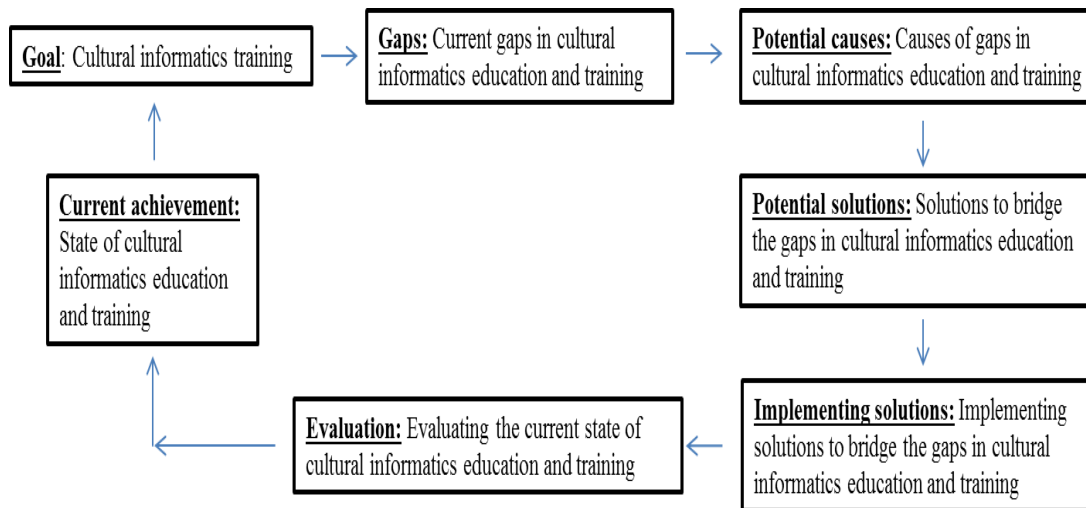 Goal: Cultural informatics training
Gaps: Current gaps in cultural
informatics education and training
Potential causes: Causes of gaps in
cultural informatics education and training
Potential solutions: Solutions to bridge
the gaps in cultural informatics education
and training
Implementing solutions: Implementing
solutions to bridge the gaps in cultural
informatics education and training
Evaluation: Evaluating the current state of
cultural informatics education and training
Current achievement:
State of cultural
informatics education
and training